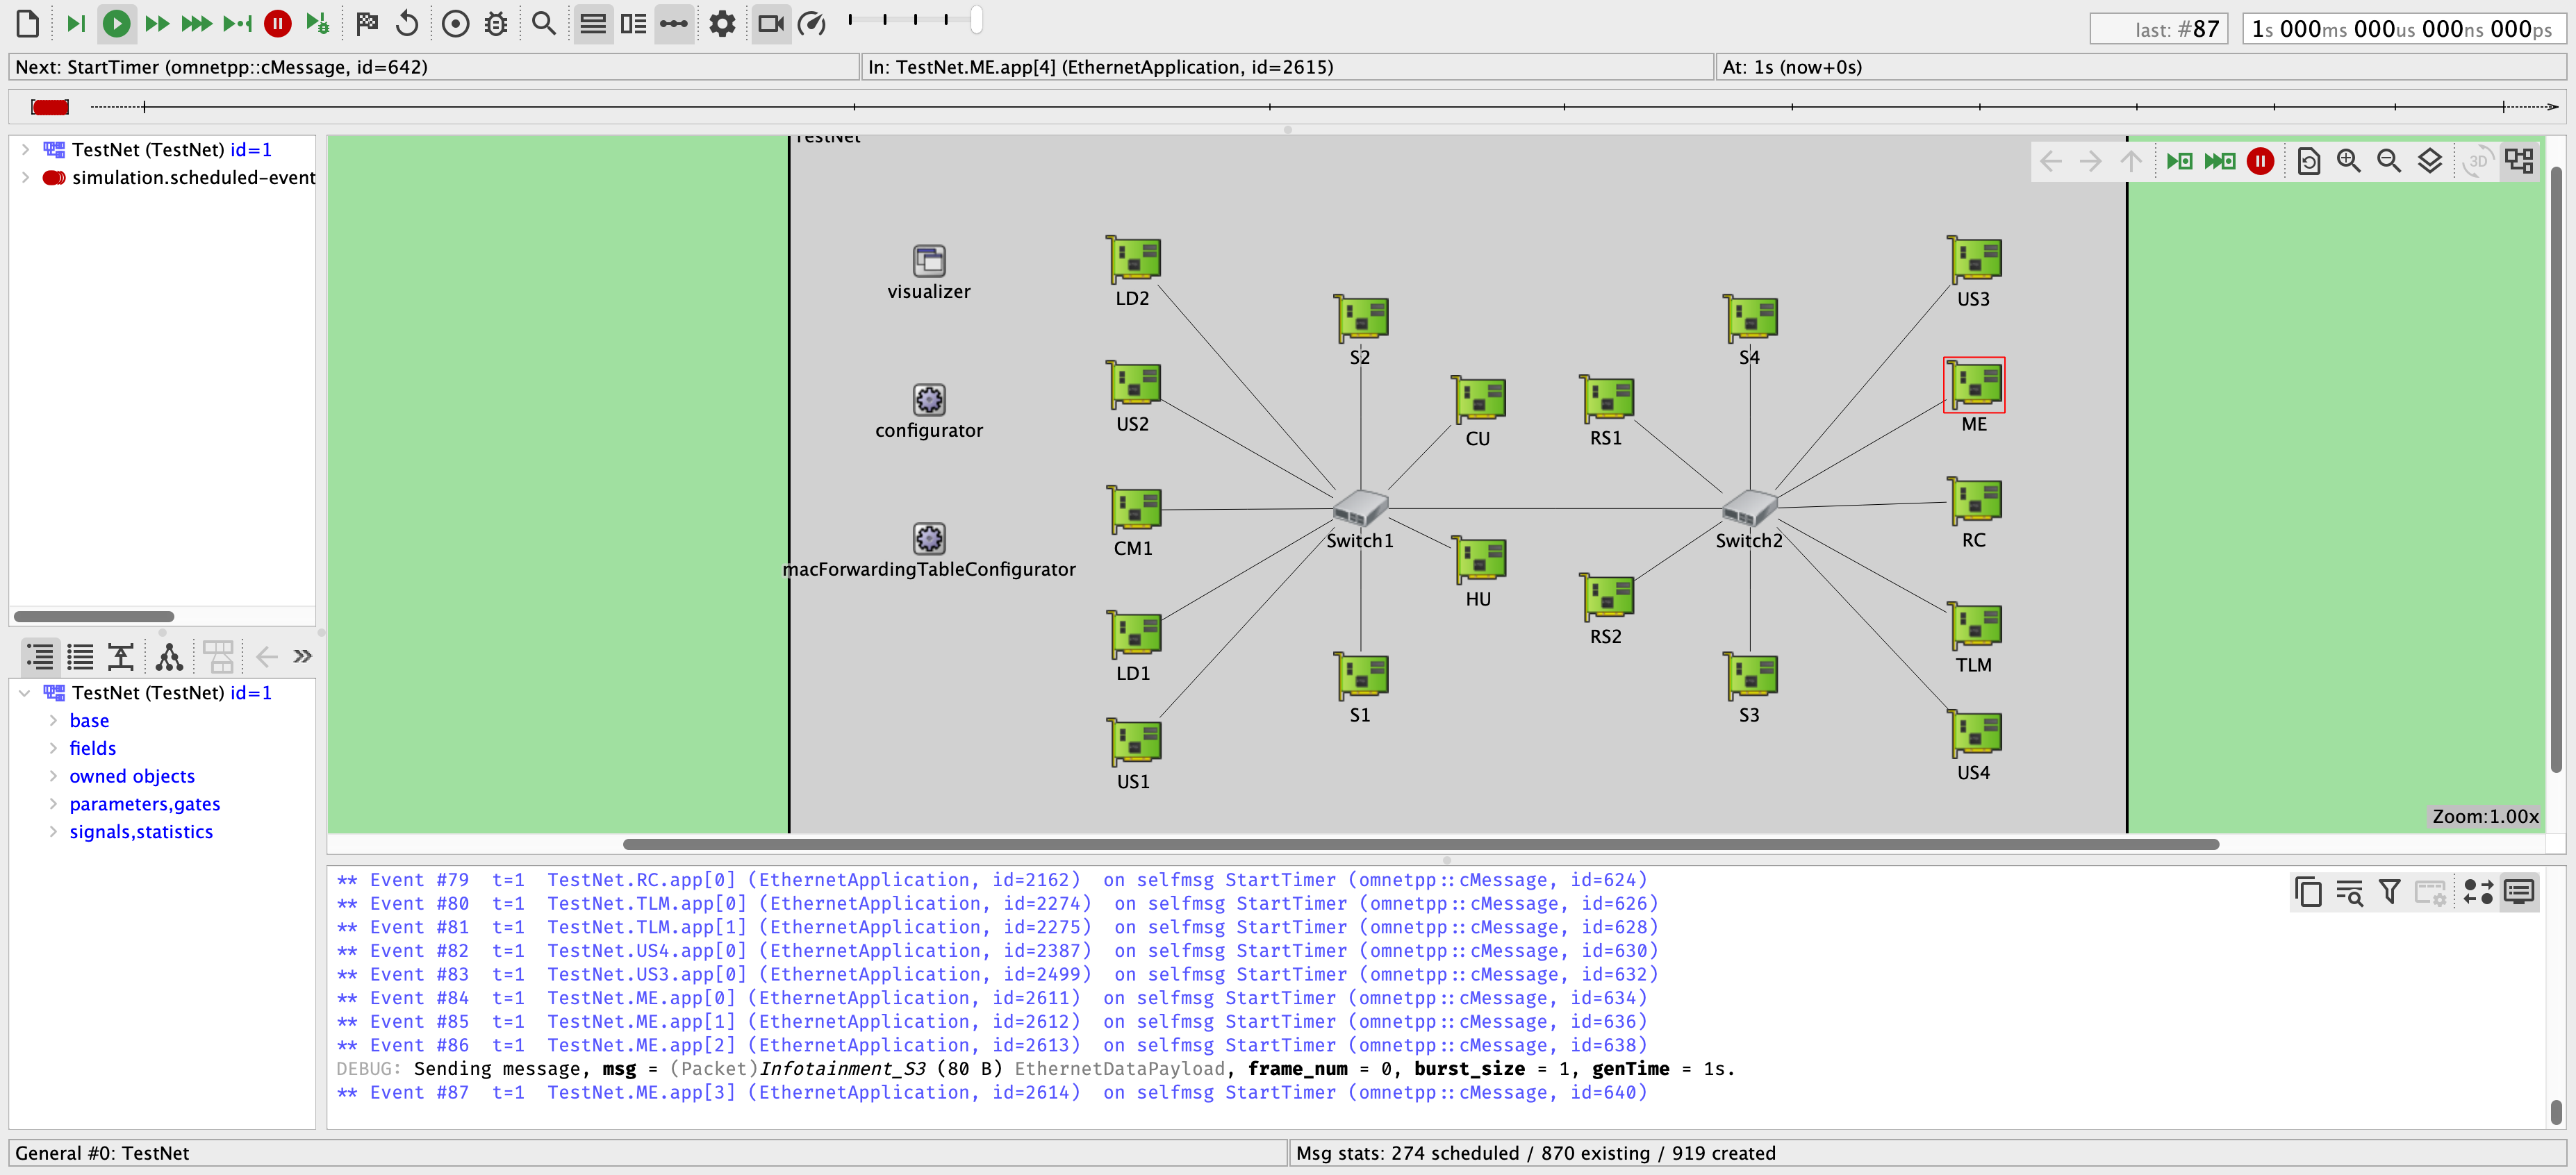 last: #87
1s 000ms 000us 000ns 000ps
Next: StartTimer (omnetpp::cMessage, id=642)
In: TestNet.ME.app[4] (EthernetApplication, id=2615)
At: 1s (now+0s)
TestNet (TestNet) id=1
simulation.scheduled-event
TestNet
3D
visualizer
configurator
macForwardingTableConfigurator
LD2
US2
CM1
LD1
US1
S2
CU
Switch1
HU
S1
RS1
RS2
S4
Switch2
S3
US3
ME
RC
TLM
US4
Zoom:1.00x
TestNet (TestNet) id=1
base
fields
owned objects
parameters,gates
signals,statistics
** Event #79 t=1 TestNet.RC.app[0] (EthernetApplication, id=2162) on selfmsg StartTimer (omnetpp::cMessage, id=624)
** Event #80 t=1 TestNet.TLM.app[0] (EthernetApplication, id=2274) on selfmsg StartTimer (omnetpp::cMessage, id=626)
** Event #81 t=1 TestNet.TLM.app[1] (EthernetApplication, id=2275) on selfmsg StartTimer (omnetpp::cMessage, id=628)
** Event #82 t=1 TestNet.US4.app[0] (EthernetApplication, id=2387) on selfmsg StartTimer (omnetpp::cMessage, id=630)
** Event #83 t=1 TestNet.US3.app[0] (EthernetApplication, id=2499) on selfmsg StartTimer (omnetpp::cMessage, id=632)
** Event #84 t=1 TestNet.ME.app[0] (EthernetApplication, id=2611) on selfmsg StartTimer (omnetpp::cMessage, id=634)
** Event #85 t=1 TestNet.ME.app[1] (EthernetApplication, id=2612) on selfmsg StartTimer (omnetpp::cMessage, id=636)
** Event #86 t=1 TestNet.ME.app[2] (EthernetApplication, id=2613) on selfmsg StartTimer (omnetpp::cMessage, id=638)
DEBUG: Sending message, msg = (Packet)Infotainment_S3 (80 B) EthernetDataPayload, frame_num = 0, burst_size = 1, genTime = 1s.
** Event #87 t=1 TestNet.ME.app[3] (EthernetApplication, id=2614) on selfmsg StartTimer (omnetpp::cMessage, id=640)
General #0: TestNet
Msg stats: 274 scheduled / 870 existing / 919 created